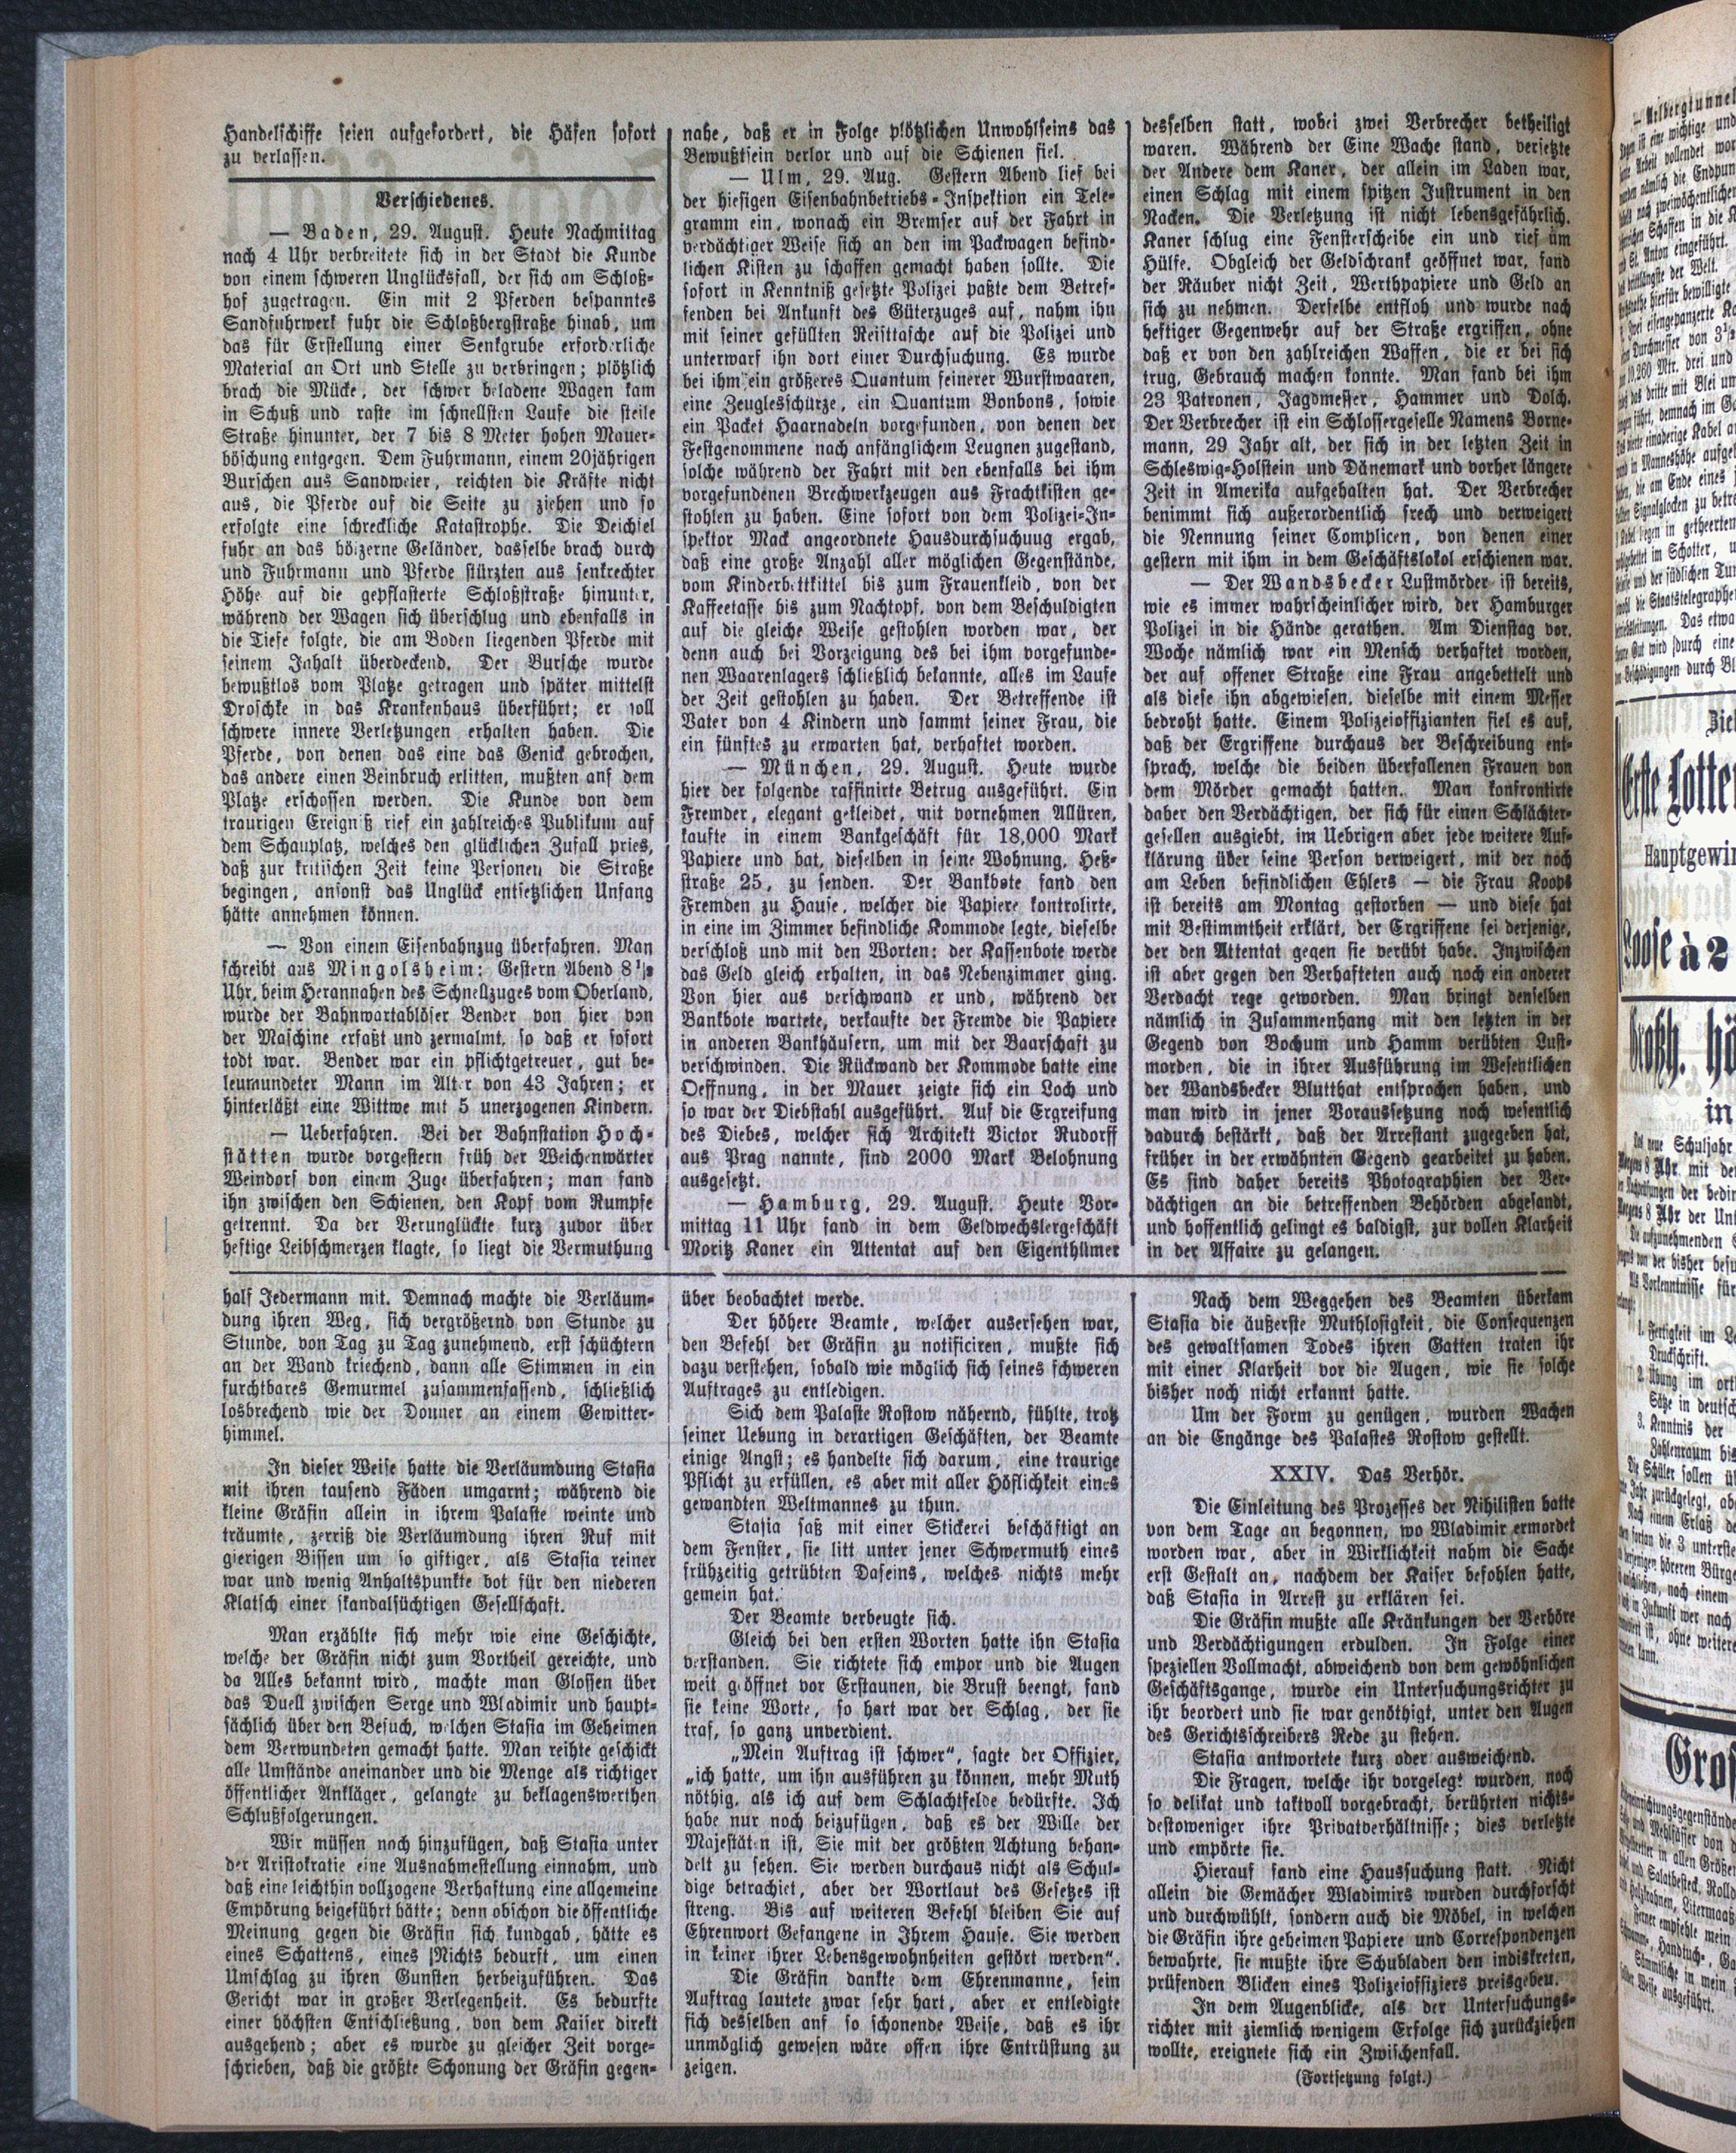 Handelschiffe seien aufgefordert, die Häfen sofort
zu verlassen.
Verschiedenes.
— Baden, 29. August. Heute Nachmittag
nach 4 Uhr verbreitete sich in der Stadt die Kunde
von einem schweren Unglücksfall, der sich am Schloß-
hof zugetragen. Ein mit 2 Pferden bespanntes
Sandfuhrwerk fuhr die Schloßbergstraße hinab, um
das für Erstellung einer Senkgrube erforderliche
Material an Ort und Stelle zu verbringen; plötzlich
brach die Mücke, der schwer beladene Wagen kam
in Schuß und raste im schnellsten Laufe die steile
Straße hinunter, der 7 bis 8 Meter hohen Mauer-
böschung entgegen. Dem Fuhrmann, einem 20jährigen
Burschen aus Sandweier, reichten die Kräfte nicht
aus, die Pferde auf die Seite zu ziehen und so
erfolgte eine schreckliche Katastrophe. Die Deichsel
fuhr an das hölzerne Geländer, dasselbe brach durch
und Fuhrmann und Pferde stürzten aus senkrechter
Höhe auf die gepflasterte Schloßstraße hinunter,
während der Wagen sich überschlug und ebenfalls in
die Tiefe folgte, die am Boden liegenden Pferde mit
seinem Inhalt überdeckend. Der Bursche wurde
bewußtlos vom Platze getragen und später mittelst
Droschke in das Krankenhaus überführt; er soll
schwere innere Verletzungen erhalten haben. Die
Pferde, von denen das eine das Genick gebrochen,
das andere einen Beinbruch erlitten, mußten auf dem
Platze erschossen werden. Die Kunde von dem
traurigen Ereigniß rief ein zahlreiches Publikum auf
dem Schauplatz, welches den glücklichen Zufall pries,
daß zur kritischen Zeit keine Personen die Straße
begingen, ansonst das Unglück entsetzlichen Umfang
hätte annehmen können.
— Von einem Eisenbahnzug überfahren. Man
schreibt aus Mingolsheim: Gestern Abend 8½
Uhr, beim Herannahen des Schnellzuges vom Oberland,
wurde der Bahnwartablöser Bender von hier von
der Maschine erfaßt und zermalmt, so daß er sofort
todt war. Bender war ein pflichtgetreuer, gut be-
leumundeter Mann im Alter von 43 Jahren; er
hinterläßt eine Wittwe mit 5 unerzogenen Kindern.
— Ueberfahren. Bei der Bahnstation Hoch-
stätten wurde vorgestern früh der Weichenwärter
Weindorf von einem Zuge überfahren; man fand
ihn zwischen den Schienen, den Kopf vom Rumpfe
getrennt. Da der Verunglückte kurz zuvor über
heftige Leibschmerzen klagte, so liegt die Vermuthung
nahe, daß er in Folge plötzlichen Unwohlseins das
Bewußtsein verlor und auf die Schienen fiel.
— Ulm, 29. Aug. Gestern Abend lief bei
der hiesigen Eisenbahnbetriebs-Inspektion ein Tele-
gramm ein, wonach ein Bremser auf der Fahrt in
verdächtiger Weise sich an den im Packwagen befind-
lichen Kisten zu schaffen gemacht haben sollte. Die
sofort in Kenntniß gesetzte Polizei paßte dem Betref-
fenden bei Ankunft des Güterzuges auf, nahm ihn
mit seiner gefüllten Reisttasche auf die Polizei und
unterwarf ihn dort einer Durchsuchung. Es wurde
bei ihm ein größeres Quantum feinerer Wurstwaaren,
eine Zeuglesschürze, ein Quantum Bonbons, sowie
ein Packet Haarnadeln vorgefunden, von denen der
Festgenommene nach anfänglichem Leugnen zugestand,
solche während der Fahrt mit den ebenfalls bei ihm
vorgefundenen Brechwerkzeugen aus Frachtkisten ge-
stohlen zu haben. Eine sofort von dem Polizei-In-
spektor Mack angeordnete Hausdurchsuchuug ergab,
daß eine große Anzahl aller möglichen Gegenstände,
vom Kinderbettkittel bis zum Frauenkleid, von der
Kaffeetasse bis zum Nachtopf, von dem Beschuldigten
auf die gleiche Weise gestohlen worden war, der
denn auch bei Vorzeigung des bei ihm vorgefunde-
nen Waarenlagers schließlich bekannte, alles im Laufe
der Zeit gestohlen zu haben. Der Betreffende ist
Vater von 4 Kindern und sammt seiner Frau, die
ein fünftes zu erwarten hat, verhaftet worden.
— München, 29. August. Heute wurde
hier der folgende raffinirte Betrug ausgeführt. Ein
Fremder, elegant gekleidet, mit vornehmen Allüren,
kaufte in einem Bankgeschäft für 18,000 Mark
Papiere und bat, dieselben in seine Wohnung, Heß-
straße 25, zu senden. Der Bankbote fand den
Fremden zu Hause, welcher die Papiere kontrolirte,
in eine im Zimmer befindliche Kommode legte, dieselbe
verschloß und mit den Worten: der Kassenbote werde
das Geld gleich erhalten, in das Nebenzimmer ging.
Von hier aus verschwand er und, während der
Bankbote wartete, verkaufte der Fremde die Papiere
in anderen Bankhäusern, um mit der Baarschaft zu
verschwinden. Die Rückwand der Kommode hatte eine
Oeffnung, in der Mauer zeigte sich ein Loch und
so war der Diebstahl ausgeführt. Auf die Ergreifung
des Diebes, welcher sich Architekt Victor Rudorff
aus Prag nannte, sind 2000 Mark Belohnung
ausgesetzt.
— Hamburg, 29. August. Heute Vor-
mittag 11 Uhr fand in dem Geldwechslergeschäft
Moritz Kaner ein Attentat auf den Eigenthümer
desselben statt, wobei zwei Verbrecher betheiligt
waren. Während der Eine Wache stand, versetzte
der Andere dem Kaner, der allein im Laden war,
einen Schlag mit einem spitzen Instrument in den
Nacken. Die Verletzung ist nicht lebensgefährlich.
Kaner schlug eine Fensterscheibe ein und rief um
Hülfe. Obgleich der Geldschrank geöffnet war, fand
der Räuber nicht Zeit, Werthpapiere und Geld an
sich zu nehmen. Derselbe entfloh und wurde nach
heftiger Gegenwehr auf der Straße ergriffen, ohne
daß er von den zahlreichen Waffen, die er bei sich
trug, Gebrauch machen konnte. Man fand bei ihm
23 Patronen, Jagdmesser, Hammer und Dolch.
Der Verbrecher ist ein Schlossergeselle Namens Borne-
mann, 29 Jahr alt, der sich in der letzten Zeit in
Schleswig-Holstein und Dänemark und vorher längere
Zeit in Amerika aufgehalten hat. Der Verbrecher
benimmt sich außerordentlich frech und verweigert
die Nennung seiner Complicen, von denen einer
gestern mit ihm in dem Geschäftslokol erschienen war.
— Der Wandsbecker Lustmörder ist bereits,
wie es immer wahrscheinlicher wird, der Hamburger
Polizei in die Hände gerathen. Am Dienstag vor.
Woche nämlich war ein Mensch verhaftet worden,
der auf offener Straße eine Frau angebettelt und
als diese ihn abgewiesen, dieselbe mit einem Messer
bedroht hatte. Einem Polizeioffizianten fiel es auf,
daß der Ergriffene durchaus der Beschreibung ent-
sprach, welche die beiden überfallenen Frauen von
dem Mörder gemacht hatten. Man konfrontirte
daher den Verdächtigen, der sich für einen Schlächter-
gesellen ausgiebt, im Uebrigen aber jede weitere Auf-
klärung über seine Person verweigert, mit der noch
am Leben befindlichen Ehlers — die Frau Koops
ist bereits am Montag gestorben — und diese hat
mit Bestimmtheit erklärt, der Ergriffene sei derjenige,
der den Attentat gegen sie verübt habe. Inzwischen
ist aber gegen den Verhafteten auch noch ein anderer
Verdacht rege geworden. Man bringt denselben
nämlich in Zusammenhang mit den letzten in der
Gegend von Bochum und Hamm verübten Lust-
morden, die in ihrer Ausführung im Wesentlichen
der Wandsbecker Blutthat entsprochen haben, und
man wird in jener Voraussetzung noch wesentlich
dadurch bestärkt, daß der Arrestant zugegeben hat,
früher in der erwähnten Gegend gearbeitet zu haben.
Es sind daher bereits Photographien der Ver-
dächtigen an die betreffenden Behörden abgesandt,
und hoffentlich gelingt es baldigst, zur vollen Klarheit
in der Affaire zu gelangen.
half Jedermann mit. Demnach machte die Verläum-
dung ihren Weg, sich vergrößernd von Stunde zu
Stunde, von Tag zu Tag zunehmend, erst schüchtern
an der Wand kriechend, dann alle Stimmen in ein
furchtbares Gemurmel zusammenfassend, schließlich
losbrechend wie der Donner an einem Gewitter-
himmel.
In dieser Weise hatte die Verläumdung Stasia
mit ihren tausend Fäden umgarnt; während die
kleine Gräfin allein in ihrem Palaste weinte und
träumte, zerriß die Verläumdung ihren Ruf mit
gierigen Bissen um so giftiger, als Stasia reiner
war und wenig Anhaltspunkte bot für den niederen
Klatsch einer skandalsüchtigen Gesellschaft.
Man erzählte sich mehr wie eine Geschichte,
welche der Gräfin nicht zum Vortheil gereichte, und
da Alles bekannt wird, machte man Glossen über
das Duell zwischen Serge und Wladimir und haupt-
sächlich über den Besuch, welchen Stasia im Geheimen
dem Verwundeten gemacht hatte. Man reihte geschickt
alle Umstände aneinander und die Menge als richtiger
öffentlicher Ankläger, gelangte zu beklagenswerthen
Schlußfolgerungen.
Wir müssen noch hinzufügen, daß Stasia unter
der Aristokratie eine Ausnahmestellung einnahm, und
daß eine leichthin vollzogene Verhaftung eine allgemeine
Empörung beigeführt hätte; denn obschon die öffentliche
Meinung gegen die Gräfin sich kundgab, hätte es
eines Schattens, eines Nichts bedurft, um einen
Umschlag zu ihren Gunsten herbeizuführen. Das
Gericht war in großer Verlegenheit. Es bedurfte
einer höchsten Entschließung, von dem Kaiser direkt
ausgehend; aber es wurde zu gleicher Zeit vorge-
schrieben, daß die größte Schonung der Gräfin gegen-
über beobachtet werde.
Der höhere Beamte, welcher ausersehen war,
den Befehl der Gräfin zu notificiren, mußte sich
dazu verstehen, sobald wie möglich sich seines schweren
Auftrages zu entledigen.
Sich dem Palaste Rostow nähernd, fühlte, trotz
seiner Uebung in derartigen Geschäften, der Beamte
einige Angst; es handelte sich darum, eine traurige
Pflicht zu erfüllen, es aber mit aller Höflichkeit eines
gewandten Weltmannes zu thun.
Stasia saß mit einer Stickerei beschäftigt an
dem Fenster, sie litt unter jener Schwermuth eines
frühzeitig getrübten Daseins, welches nichts mehr
gemein hat.
Der Beamte verbeugte sich.
Gleich bei den ersten Worten hatte ihn Stasia
verstanden. Sie richtete sich empor und die Augen
weit geöffnet vor Erstaunen, die Brust beengt, fand
sie keine Worte, so hart war der Schlag, der sie
traf, so ganz unverdient.
„Mein Auftrag ist schwer“, sagte der Offizier,
„ich hatte, um ihn ausführen zu können, mehr Muth
nöthig, als ich auf dem Schlachtfelde bedürfte. Ich
habe nur noch beizufügen, daß es der Wille der
Majestäten ist, Sie mit der größten Achtung behan-
delt zu sehen. Sie werden durchaus nicht als Schul-
dige betrachtet, aber der Wortlaut des Gesetzes ist
streng. Bis auf weiteren Befehl bleiben Sie auf
Ehrenwort Gefangene in Ihrem Hause. Sie werden
in keiner ihrer Lebensgewohnheiten gestört werden“.
Die Gräfin dankte dem Ehrenmanne, sein
Auftrag lautete zwar sehr hart, aber er entledigte
sich desselben auf so schonende Weise, daß es ihr
unmöglich gewesen wäre offen ihre Entrüstung zu
zeigen.
Nach dem Weggehen des Beamten überkam
Stasia die äußerste Muthlosigkeit, die Consequenzen
des gewaltsamen Todes ihren Gatten traten ihr
mit einer Klarheit vor die Augen, wie sie solche
bisher noch nicht erkannt hatte.
Um der Form zu genügen, wurden Wachen
an die Engänge des Palastes Rostow gestellt.
XXIV. Das Verhör.
Die Einleitung des Prozesses der Nihilisten hatte
von dem Tage an begonnen, wo Wladimir ermordet
worden war, aber in Wirklichkeit nahm die Sache
erst Gestalt an, nachdem der Kaiser befohlen hatte,
daß Stasia in Arrest zu erklären sei.
Die Gräfin mußte alle Kränkungen der Verhöre
und Verdächtigungen erdulden. In Folge einer
speziellen Vollmacht, abweichend von dem gewöhnlichen
Geschäftsgange, wurde ein Untersuchungsrichter zu
ihr beordert und sie war genöthigt, unter den Augen
des Gerichtsschreibers Rede zu stehen.
Stasia antwortete kurz oder ausweichend.
Die Fragen, welche ihr vorgelegt wurden, noch
so delikat und taktvoll vorgebracht, berührten nichts-
destoweniger ihre Privatverhältnisse; dies verletzte
und empörte sie.
Hierauf fand eine Haussuchung statt. Nicht
allein die Gemächer Wladimirs wurden durchforscht
und durchwühlt, sondern auch die Möbel, in welchen
die Gräfin ihre geheimen Papiere und Correspondenzen
bewahrte, sie mußte ihre Schubladen den indiskreten,
prüfenden Blicken eines Polizeioffiziers preisgeben.
In dem Augenblicke, als der Untersuchungs-
richter mit ziemlich wenigem Erfolge sich zurückziehen
wollte, ereignete sich ein Zwischenfall.
(Fortsetzung folgt.)
— Arlbergtunnel
Erste Lotter
Hauptgewin
Loose à 2
Großh. hö
in